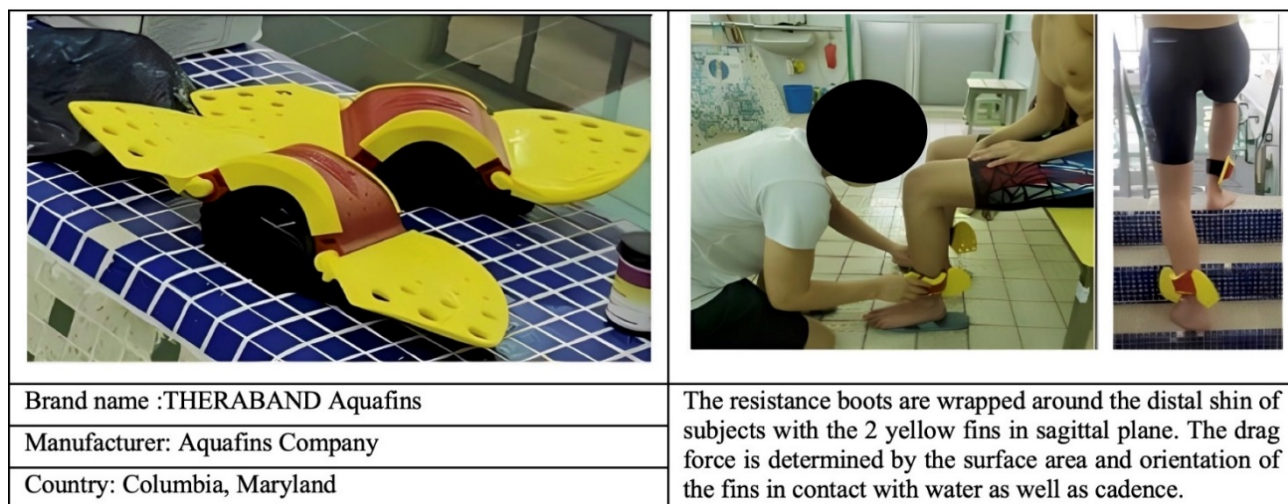 Brand name :THERABAND Aquafins
Manufacturer: Aquafins Company
Country: Columbia, Maryland
The resistance boots are wrapped around the distal shin of
subjects with the 2 yellow fins in sagittal plane. The drag
force is determined by the surface area and orientation of
the fins in contact with water as well as cadence.